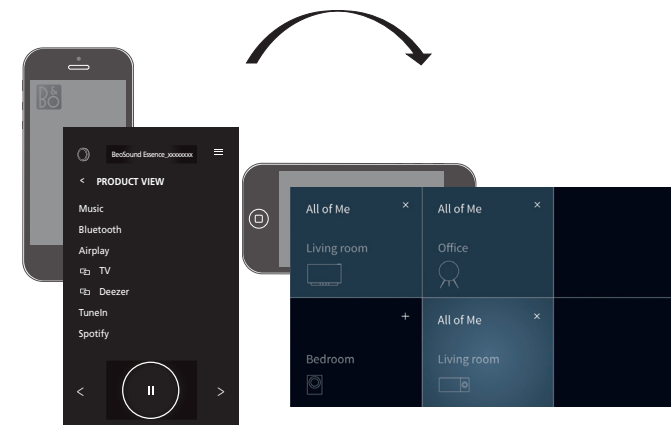 B&O
BeoSound Essence_xxxxxxxx
< PRODUCT VIEW
Music
Bluetooth
Airplay
TV
Deezer
TuneIn
Spotify
< >
All of Me ×
Living room
All of Me ×
Office
+
Bedroom
All of Me ×
Living room